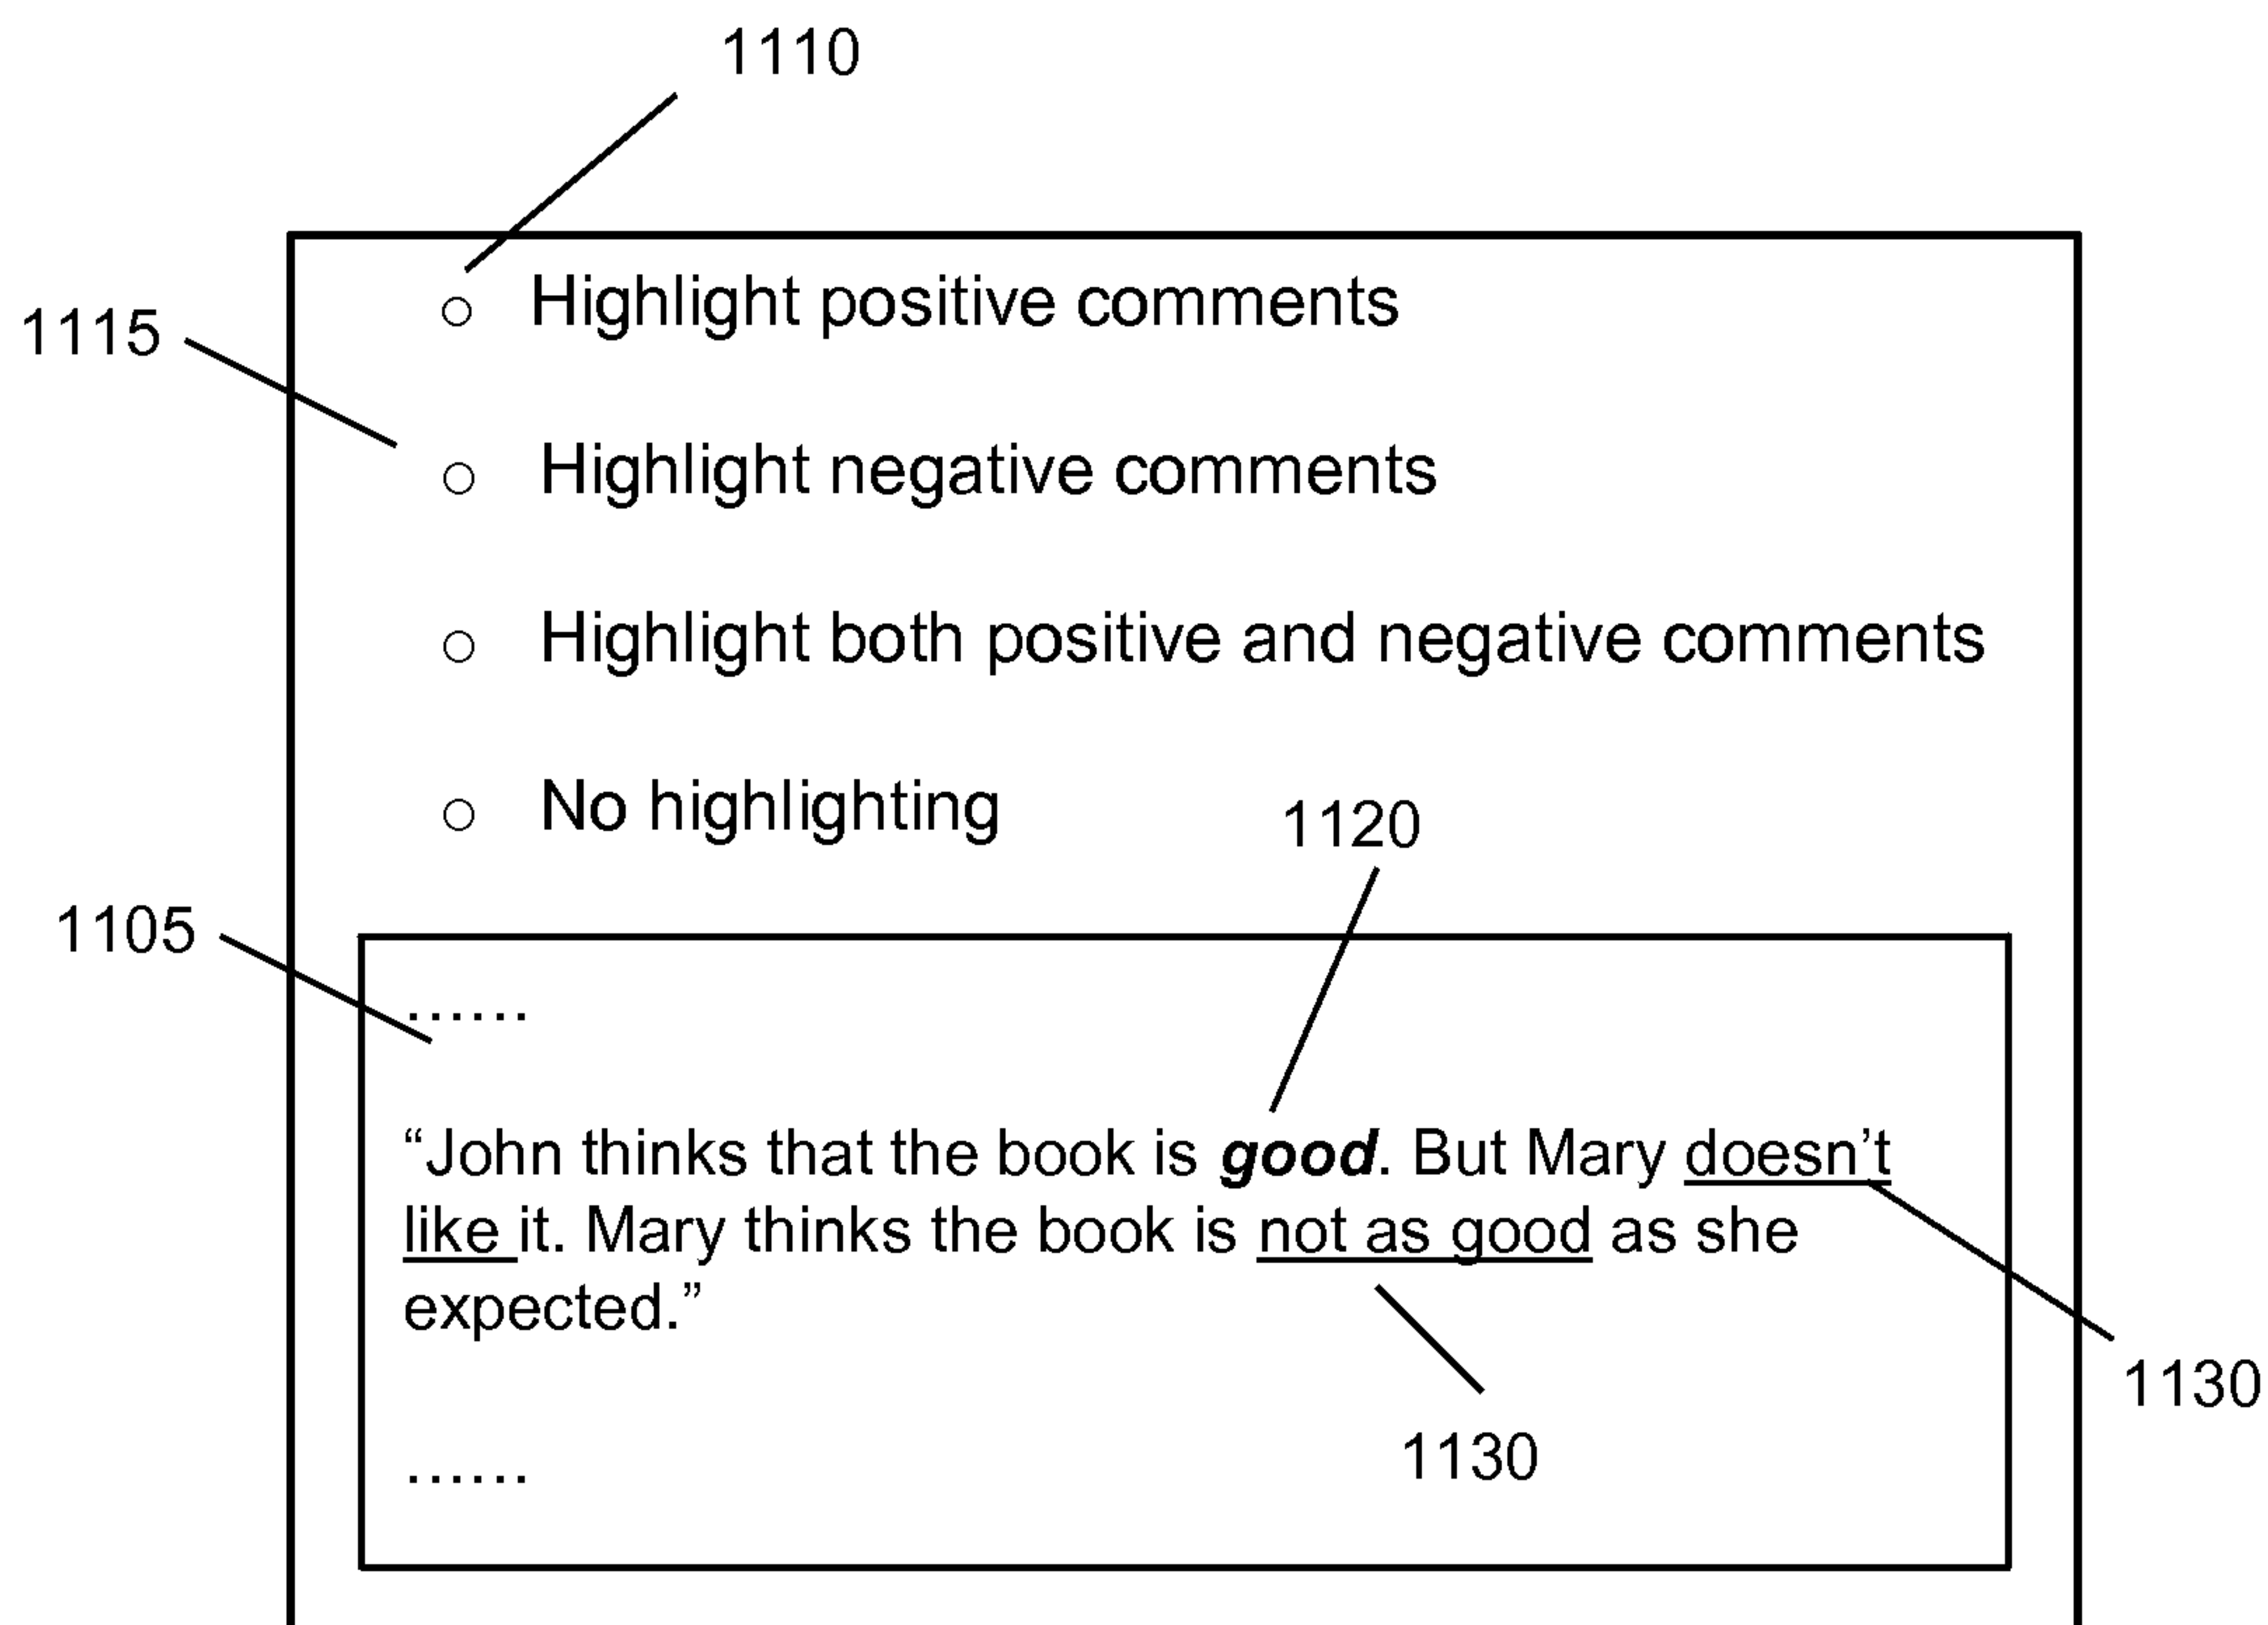 1110
Highlight positive comments
1115
Highlight negative comments
Highlight both positive and negative comments
No highlighting
1120
1105
......
“John thinks that the book is good. But Mary doesn’t
like it. Mary thinks the book is not as good as she
expected.”
1130
1130
......